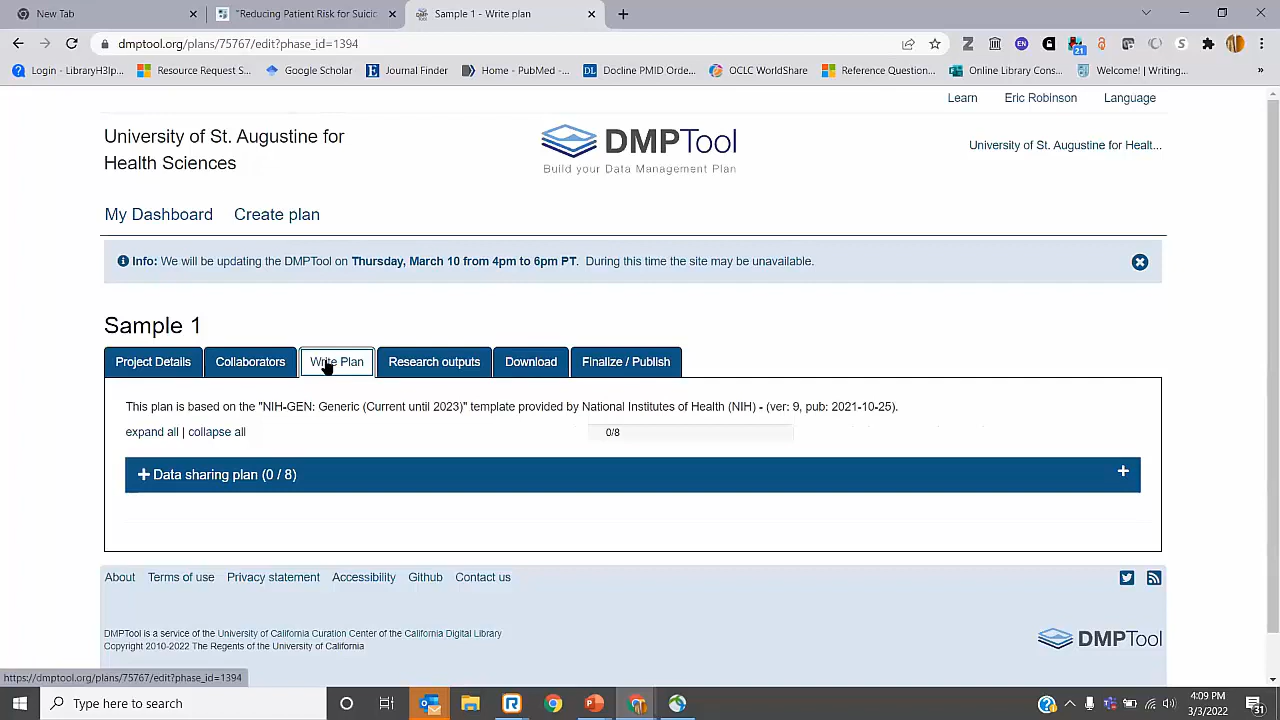 New Tab
"Reducing Patient Risk for Suicid
Sample 1 - Write plan
dmptool.org/plans/75767/edit?phase_id=1394
EN
21
Login - LibraryH3lp...
Resource Request S...
Google Scholar
Journal Finder
Home - PubMed -...
DL Docline PMID Orde...
OCLC WorldShare
Reference Question...
Online Library Cons...
Welcome! | Writing...
Learn
Eric Robinson
Language
University of St. Augustine for
Health Sciences
DMPTool
Build your Data Management Plan
University of St. Augustine for Healt...
My Dashboard
Create plan
Info: We will be updating the DMPTool on Thursday, March 10 from 4pm to 6pm PT. During this time the site may be unavailable.
Sample 1
Project Details
Collaborators
Write Plan
Research outputs
Download
Finalize / Publish
This plan is based on the "NIH-GEN: Generic (Current until 2023)" template provided by National Institutes of Health (NIH) - (ver: 9, pub: 2021-10-25).
expand all | collapse all
0/8
Data sharing plan (0 / 8)
About
Terms of use
Privacy statement
Accessibility
Github
Contact us
DMPTool is a service of the University of California Curation Center of the California Digital Library
Copyright 2010-2022 The Regents of the University of California
DMPTool
https://dmptool.org/plans/75767/edit?phase_id=1394
Type here to search
4:09 PM
3/3/2022
31